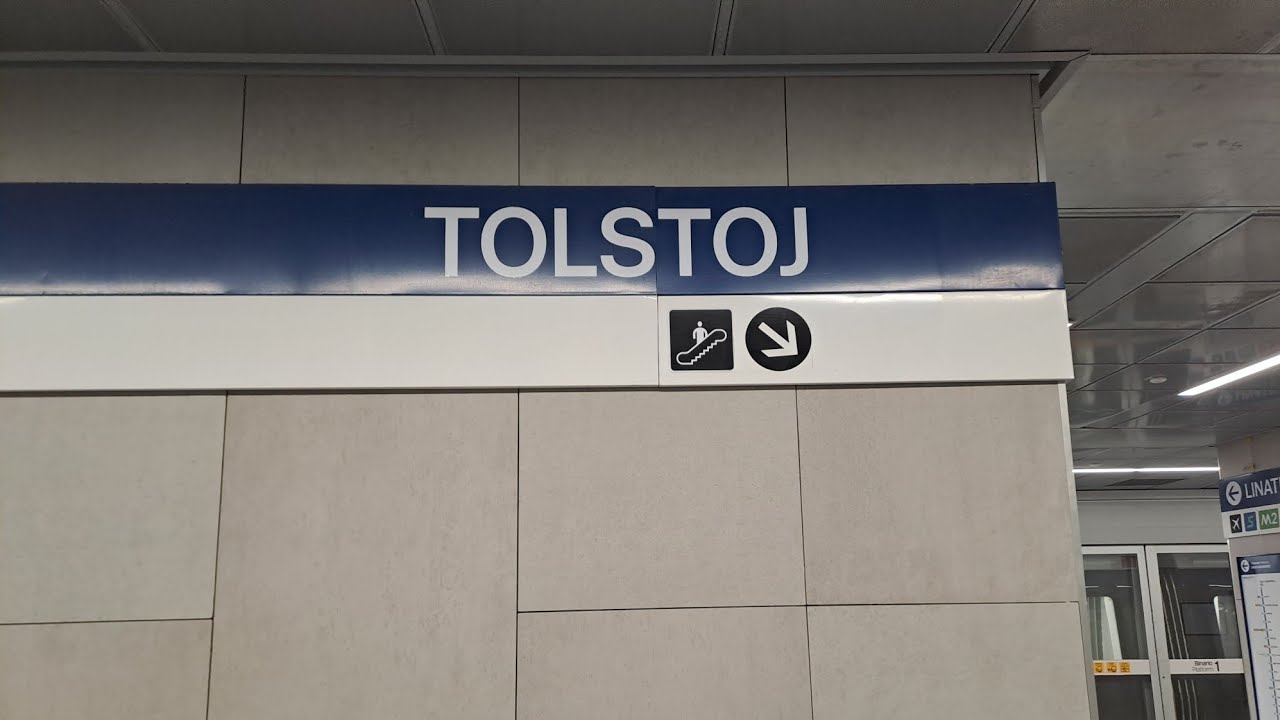 TOLSTOJ
LINAT
S M2
Binario
Platform 1